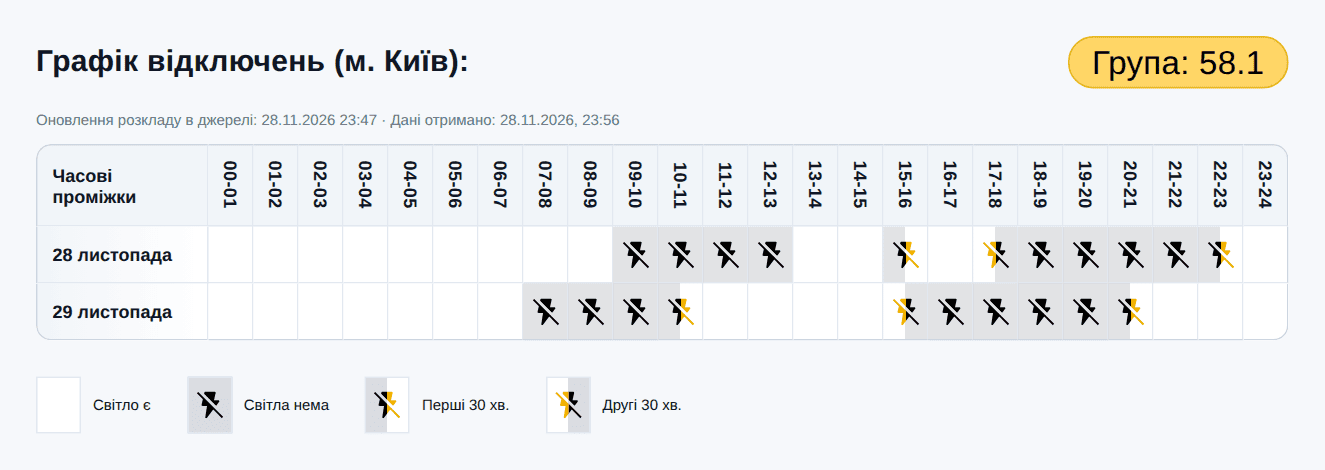 Графік відключень (м. Київ):
Група: 58.1
Оновлення розкладу в джерелі: 28.11.2026 23:47 · Дані отримано: 28.11.2026, 23:56
Часові проміжки
00-01
01-02
02-03
03-04
04-05
05-06
06-07
07-08
08-09
09-10
10-11
11-12
12-13
13-14
14-15
15-16
16-17
17-18
18-19
19-20
20-21
21-22
22-23
23-24
28 листопада
29 листопада
Світло є
Світла нема
Перші 30 хв.
Другі 30 хв.